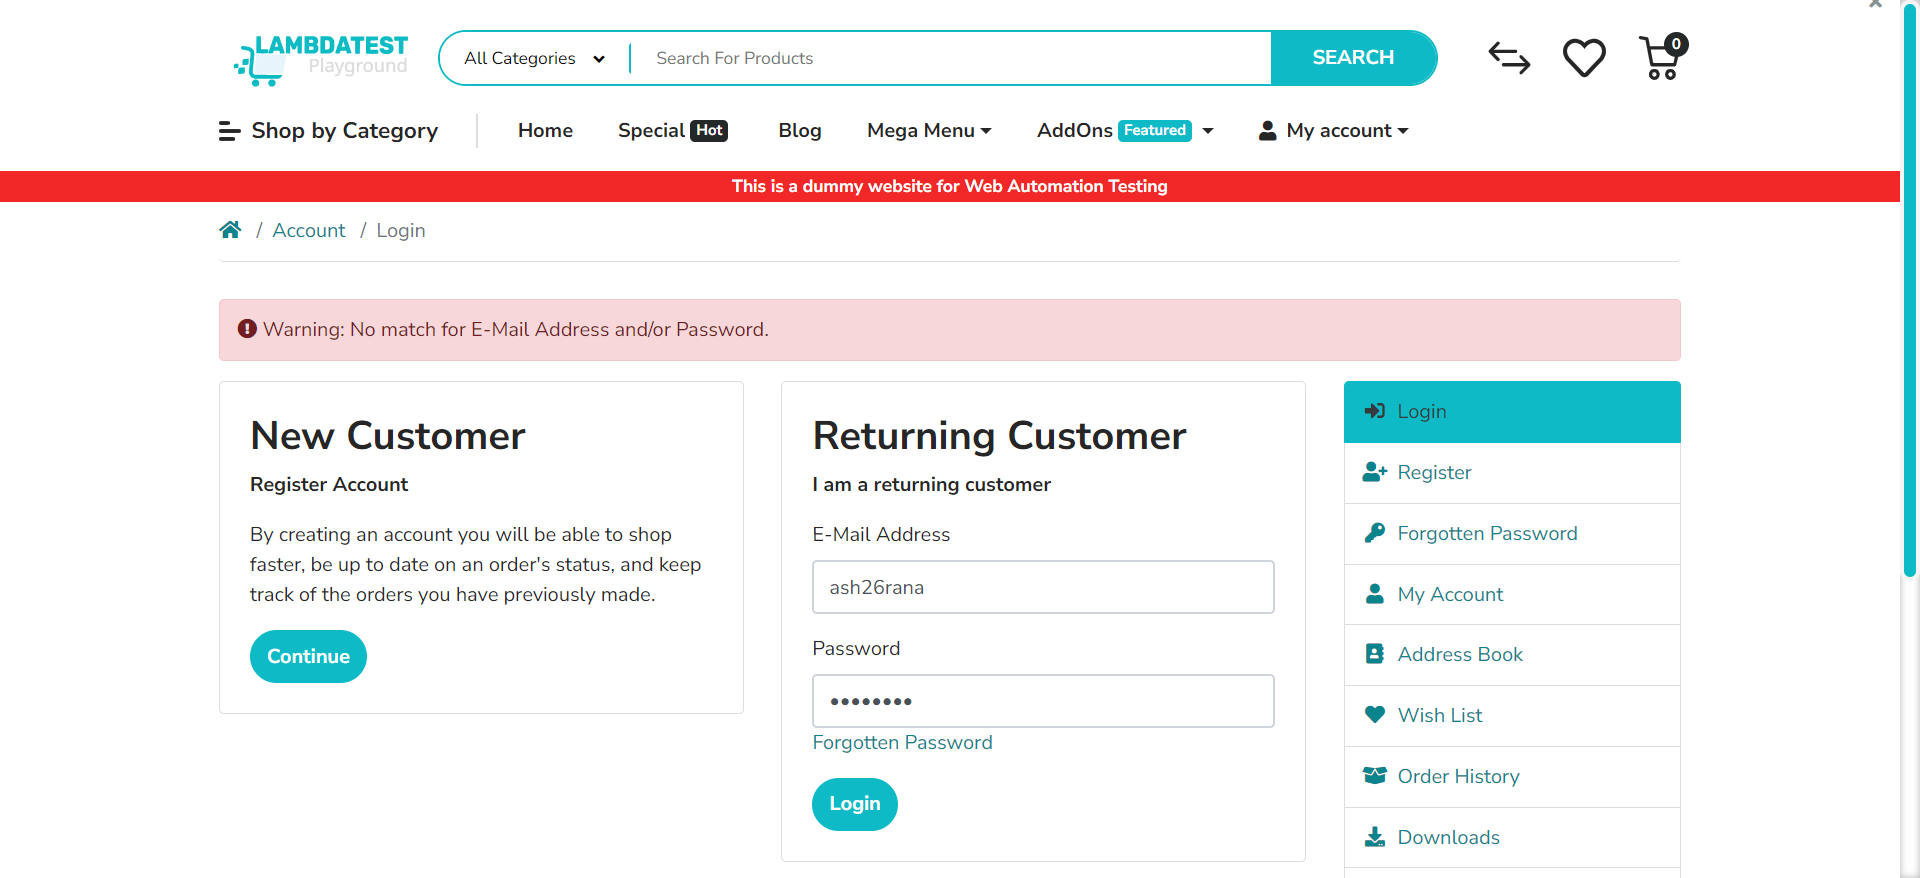 LAMBDATEST
Playground
All Categories
Search For Products
SEARCH
0
Shop by Category
Home
Special Hot
Blog
Mega Menu
AddOns Featured
My account
This is a dummy website for Web Automation Testing
/ Account / Login
Warning: No match for E-Mail Address and/or Password.
New Customer
Register Account
By creating an account you will be able to shop
faster, be up to date on an order's status, and keep
track of the orders you have previously made.
Continue
Returning Customer
I am a returning customer
E-Mail Address
ash26rana
Password
••••••••
Forgotten Password
Login
Login
Register
Forgotten Password
My Account
Address Book
Wish List
Order History
Downloads